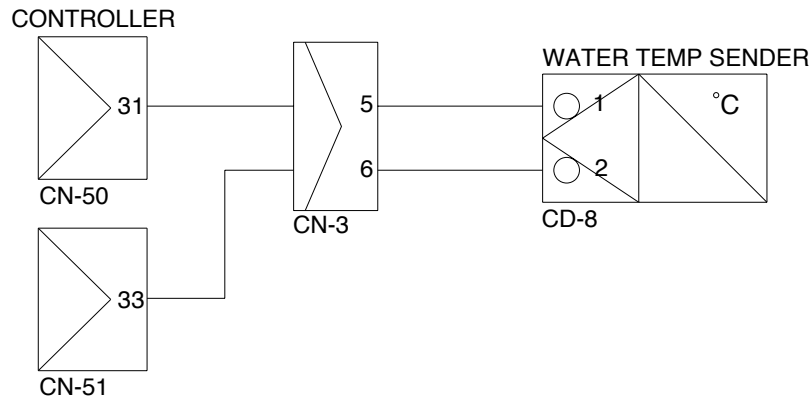 CONTROLLER
31
CN-50
33
CN-51
5
6
CN-3
WATER TEMP SENDER
1
2
°C
CD-8